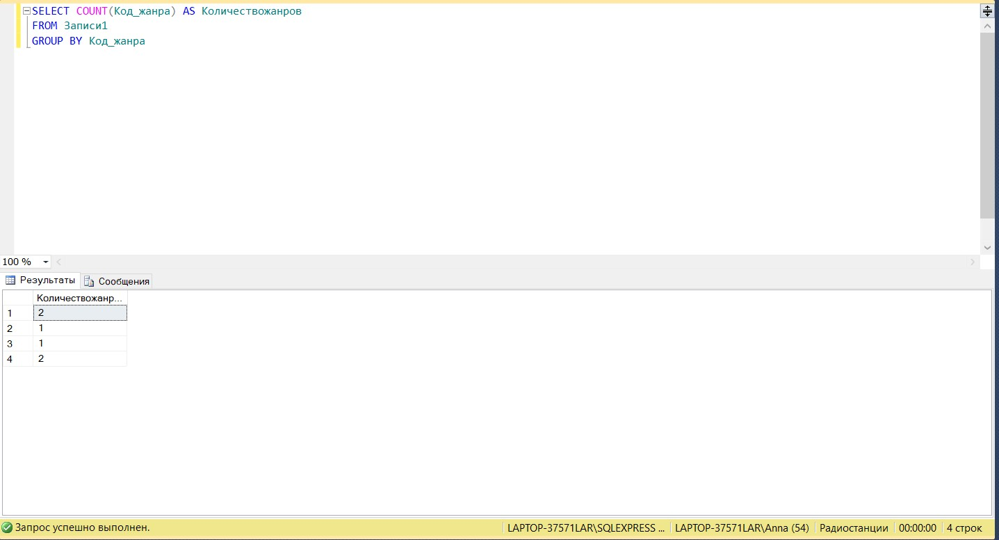 SELECT COUNT(Код_жанра) AS Количествожанров
FROM Записи1
GROUP BY Код_жанра
100 %
Результаты Сообщения
Количествожанр...
1 2
2 1
3 1
4 2
Запрос успешно выполнен. LAPTOP-37571LAR\SQLEXPRESS ... LAPTOP-37571LAR\Anna (54) Радиостанции 00:00:00 4 строк